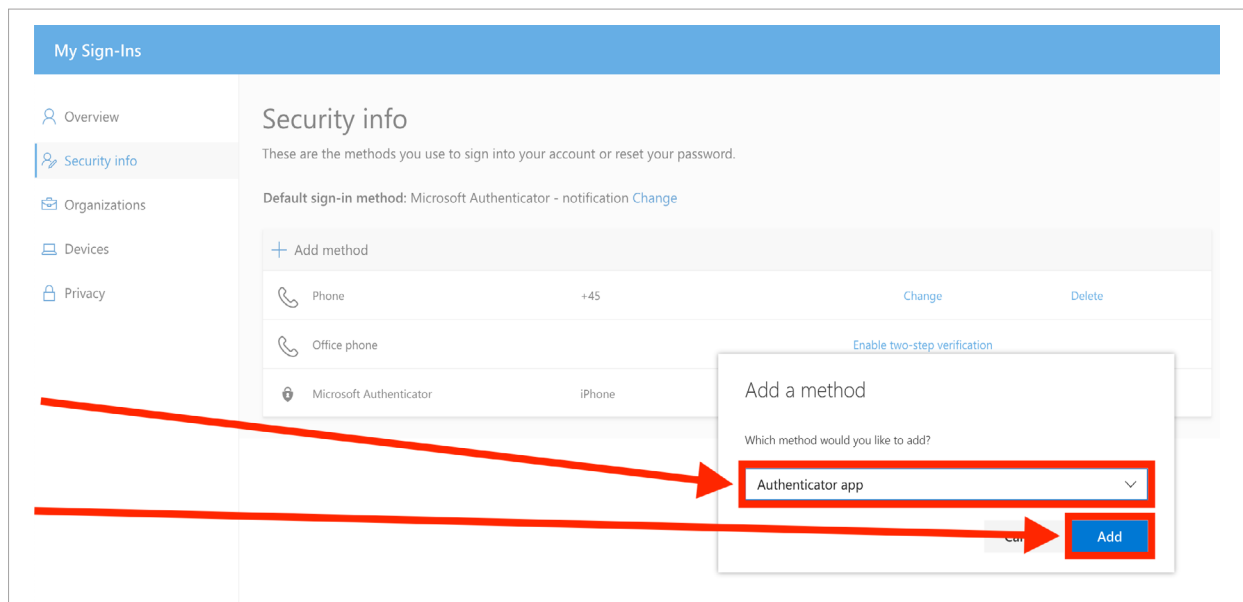 My Sign-Ins
Overview
Security info
Organizations
Devices
Privacy
Security info
These are the methods you use to sign into your account or reset your password.
Default sign-in method: Microsoft Authenticator - notification Change
Add method
Phone +45 Change Delete
Office phone Enable two-step verification
Microsoft Authenticator iPhone
Add a method
Which method would you like to add?
Authenticator app
Add